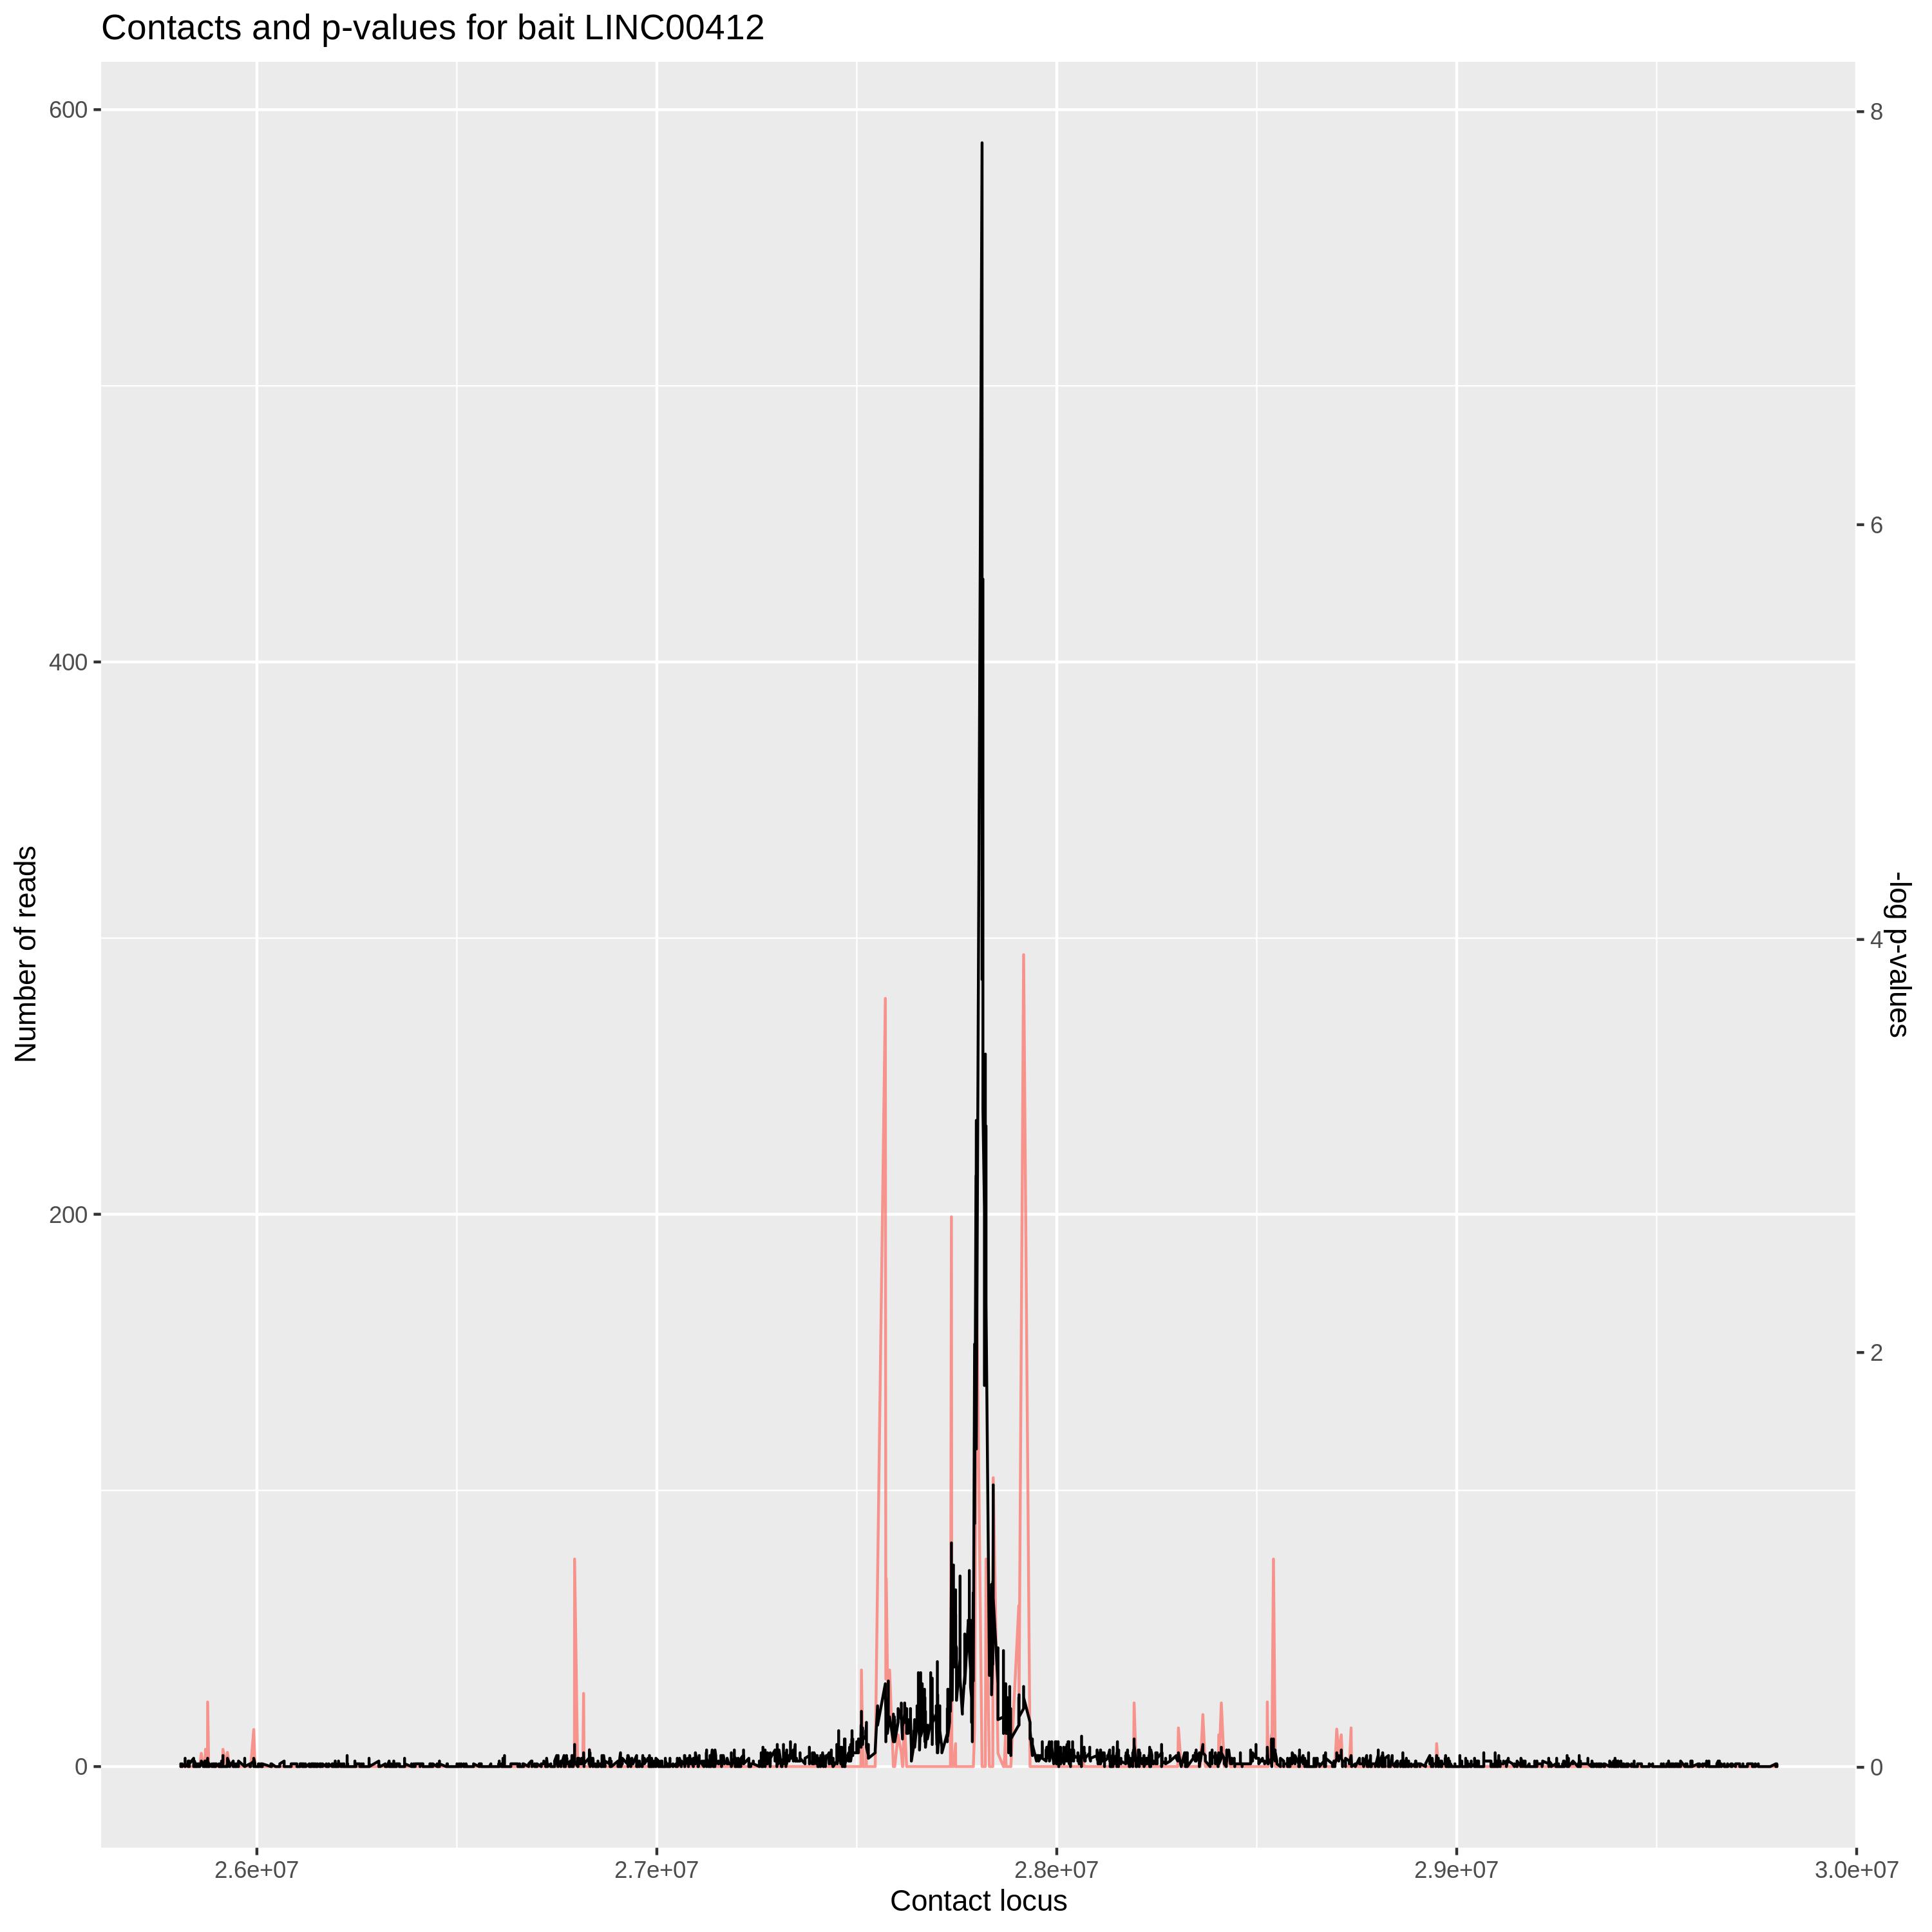 Contacts and p-values for bait LINC00412
600
400
200
0
8
6
4
2
0
Number of reads
-log p-values
2.6e+07
2.7e+07
2.8e+07
2.9e+07
3.0e+07
Contact locus